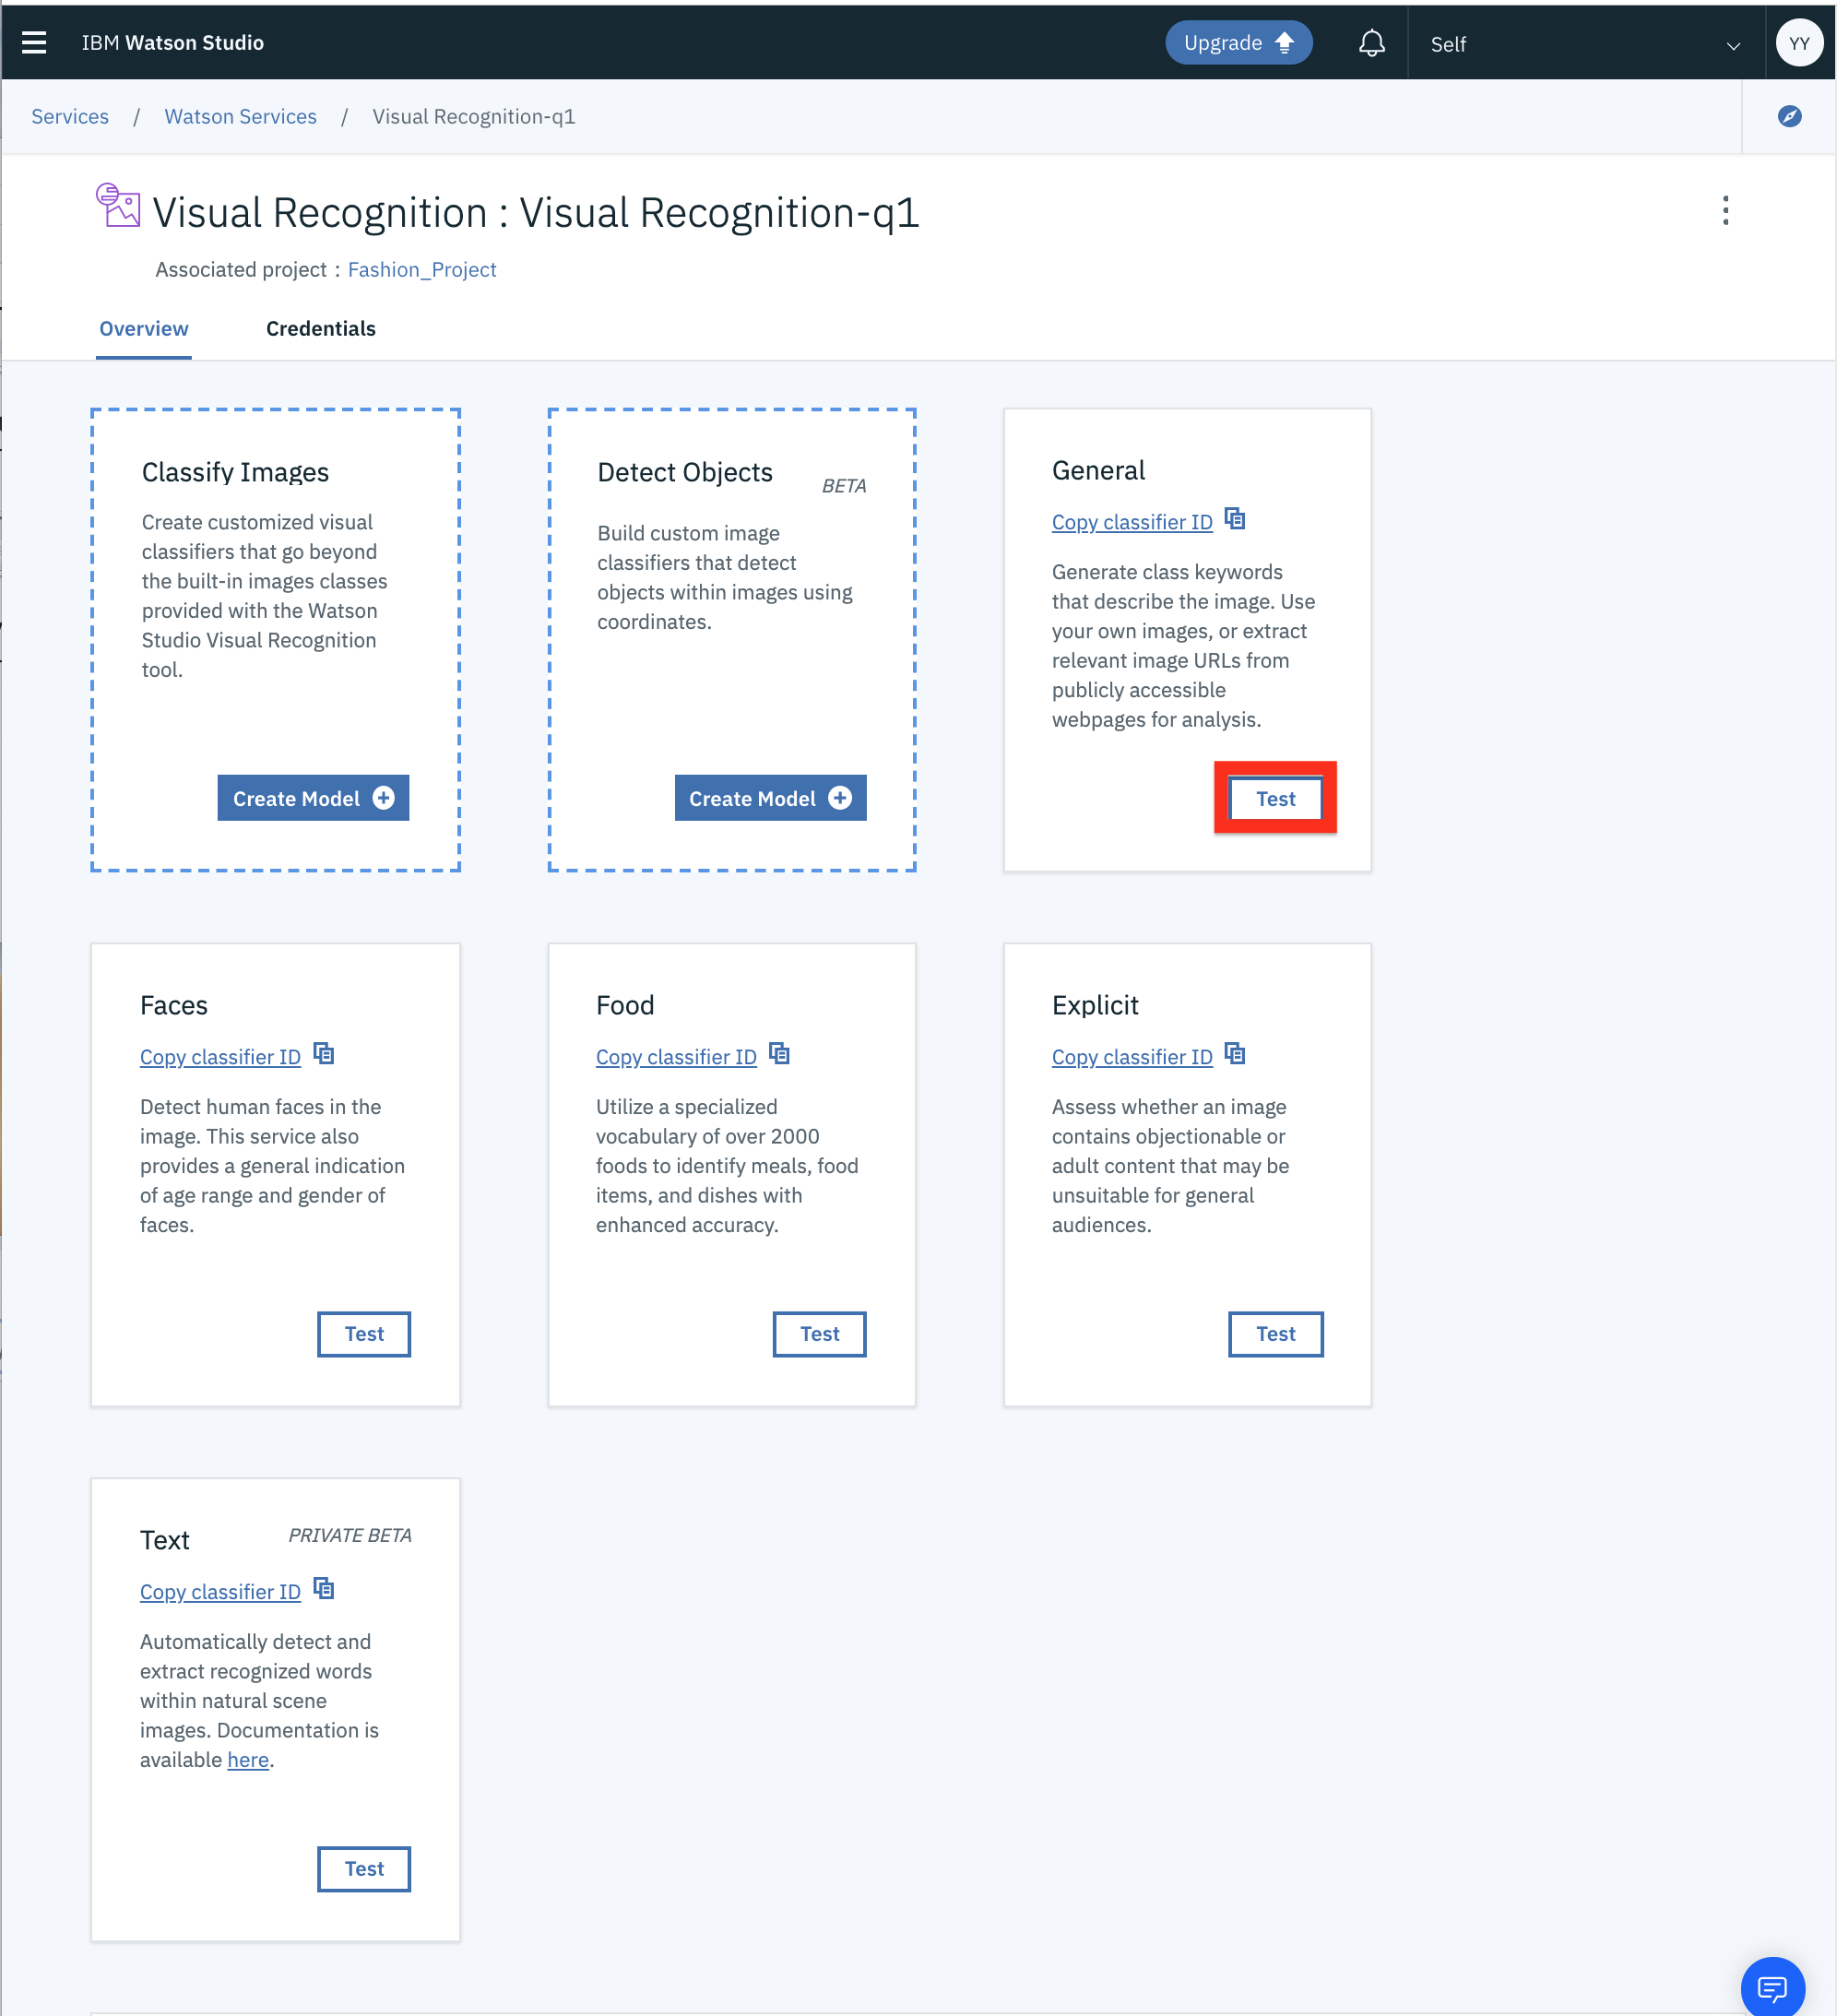 IBM Watson Studio
Upgrade
Self
YY
Services / Watson Services / Visual Recognition-q1
Visual Recognition : Visual Recognition-q1
Associated project : Fashion_Project
Overview
Credentials
Classify Images
Create customized visual
classifiers that go beyond
the built-in images classes
provided with the Watson
Studio Visual Recognition
tool.
Create Model
Detect Objects
BETA
Build custom image
classifiers that detect
objects within images using
coordinates.
Create Model
General
Copy classifier ID
Generate class keywords
that describe the image. Use
your own images, or extract
relevant image URLs from
publicly accessible
webpages for analysis.
Test
Faces
Copy classifier ID
Detect human faces in the
image. This service also
provides a general indication
of age range and gender of
faces.
Test
Food
Copy classifier ID
Utilize a specialized
vocabulary of over 2000
foods to identify meals, food
items, and dishes with
enhanced accuracy.
Test
Explicit
Copy classifier ID
Assess whether an image
contains objectionable or
adult content that may be
unsuitable for general
audiences.
Test
Text
PRIVATE BETA
Copy classifier ID
Automatically detect and
extract recognized words
within natural scene
images. Documentation is
available here.
Test